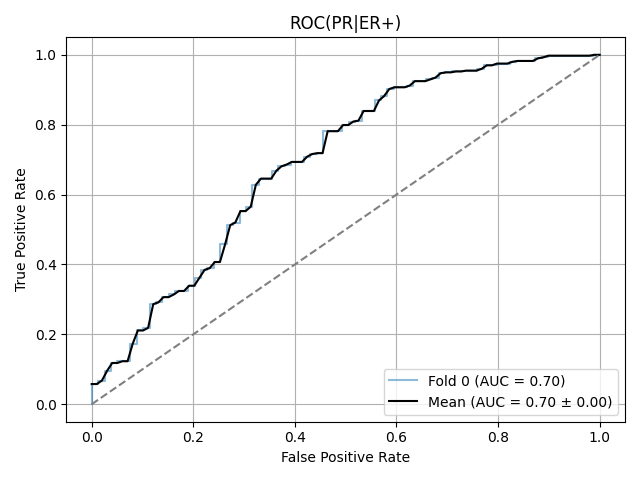 ROC(PR|ER+)
True Positive Rate
1.0
0.8
0.6
0.4
0.2
0.0
0.0 0.2 0.4 0.6 0.8 1.0
False Positive Rate
Fold 0 (AUC = 0.70)
Mean (AUC = 0.70 ± 0.00)